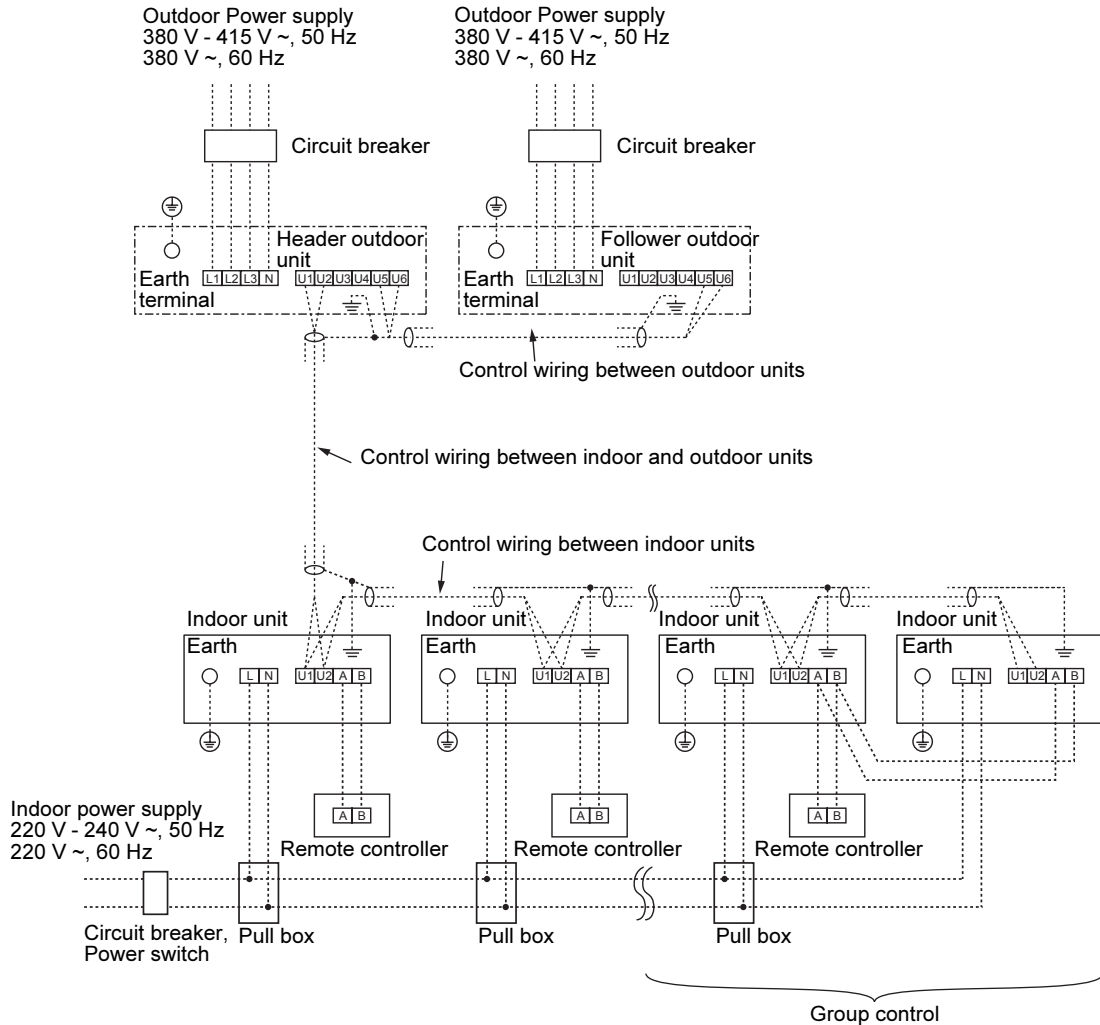 Outdoor Power supply
380 V - 415 V ~, 50 Hz
380 V ~, 60 Hz
Outdoor Power supply
380 V - 415 V ~, 50 Hz
380 V ~, 60 Hz
Circuit breaker
Circuit breaker
Header outdoor
unit
Earth
terminal
L1 L2 L3 N
U1 U2 U3 U4 U5 U6
Follower outdoor
unit
Earth
terminal
L1 L2 L3 N
U1 U2 U3 U4 U5 U6
Control wiring between outdoor units
Control wiring between indoor and outdoor units
Control wiring between indoor units
Indoor unit
Earth
L N
U1 U2 A B
Indoor unit
Earth
L N
U1 U2 A B
Indoor unit
Earth
L N
U1 U2 A B
Indoor unit
Earth
L N
U1 U2 A B
A B
Remote controller
A B
Remote controller
A B
Remote controller
Indoor power supply
220 V - 240 V ~, 50 Hz
220 V ~, 60 Hz
Circuit breaker,
Power switch
Pull box
Pull box
Pull box
Group control